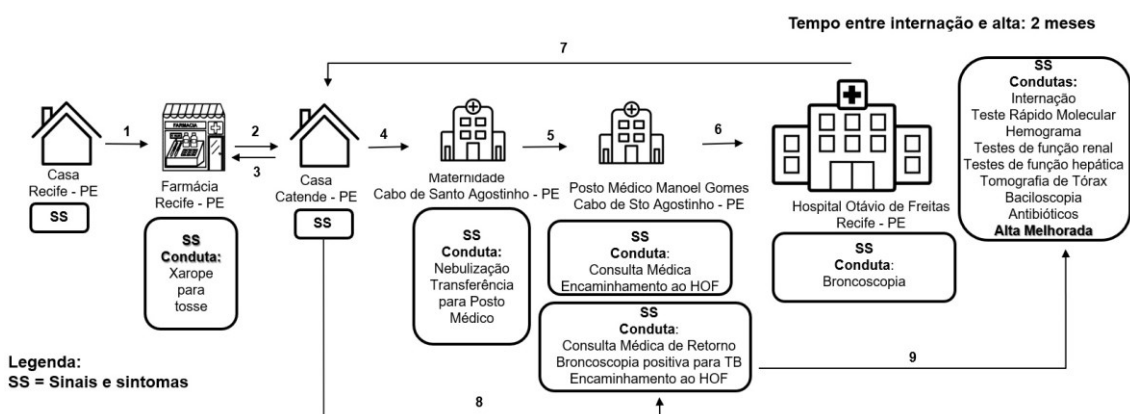 Tempo entre internação e alta: 2 meses
7
SS
Condutas:
Internação
Teste Rápido Molecular
Hemograma
Testes de função renal
Testes de função hepática
Tomografia de Tórax
Baciloscopia
Antibióticos
Alta Melhorada
1
FARMACIA
2
3
4
5
6
Casa
Recife - PE
SS
Farmácia
Recife - PE
SS
Conduta:
Xarope
para
tosse
Casa
Catende - PE
SS
Maternidade
Cabo de Santo Agostinho - PE
SS
Conduta:
Nebulização
Transferência
para Posto
Médico
Posto Médico Manoel Gomes
Cabo de Sto Agostinho - PE
SS
Conduta:
Consulta Médica
Encaminhamento ao HOF
SS
Conduta:
Consulta Médica de Retorno
Broncoscopia positiva para TB
Encaminhamento ao HOF
Hospital Otávio de Freitas
Recife - PE
SS
Conduta:
Broncoscopia
9
8
Legenda:
SS = Sinais e sintomas